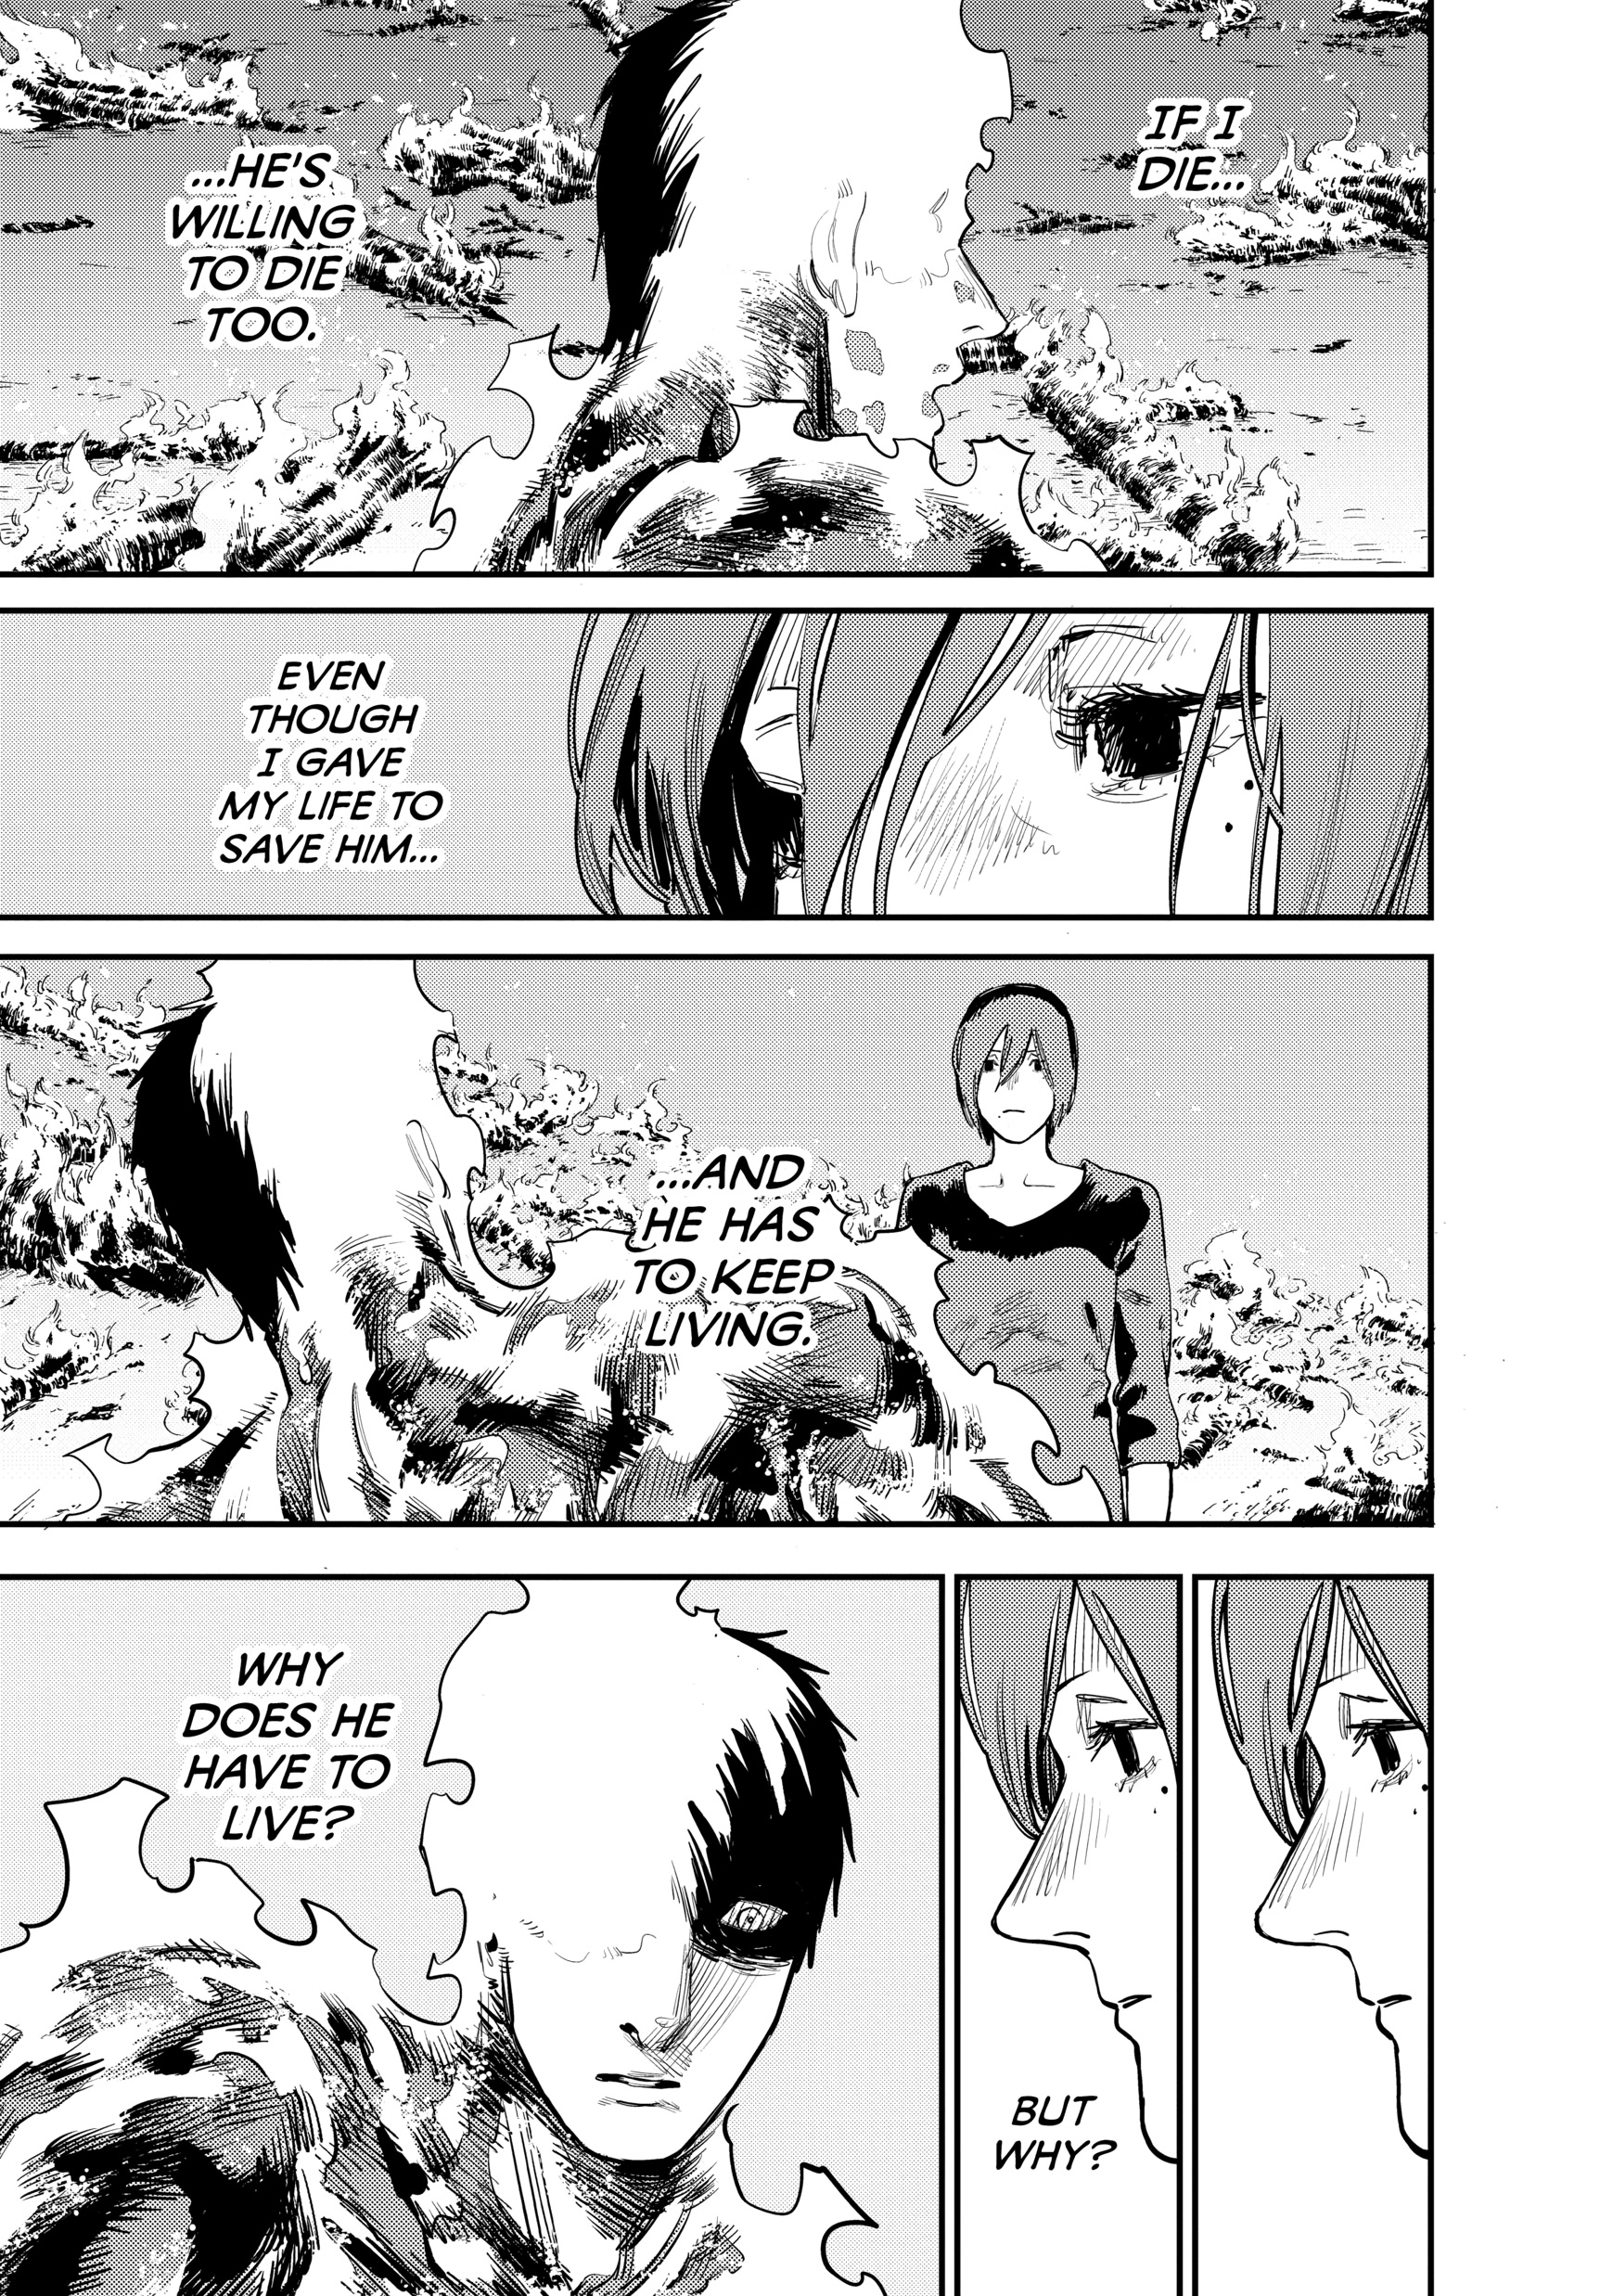 IF I
DIE...
...HE'S
WILLING
TO DIE
TOO.
EVEN
THOUGH
I GAVE
MY LIFE TO
SAVE HIM...
...AND
HE HAS
TO KEEP
LIVING.
BUT
WHY?
WHY
DOES HE
HAVE TO
LIVE?